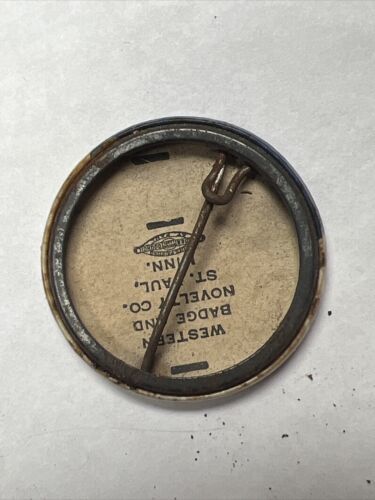 WESTERN
BADGE AND
NOVELTY CO.
ST. PAUL,
MINN.